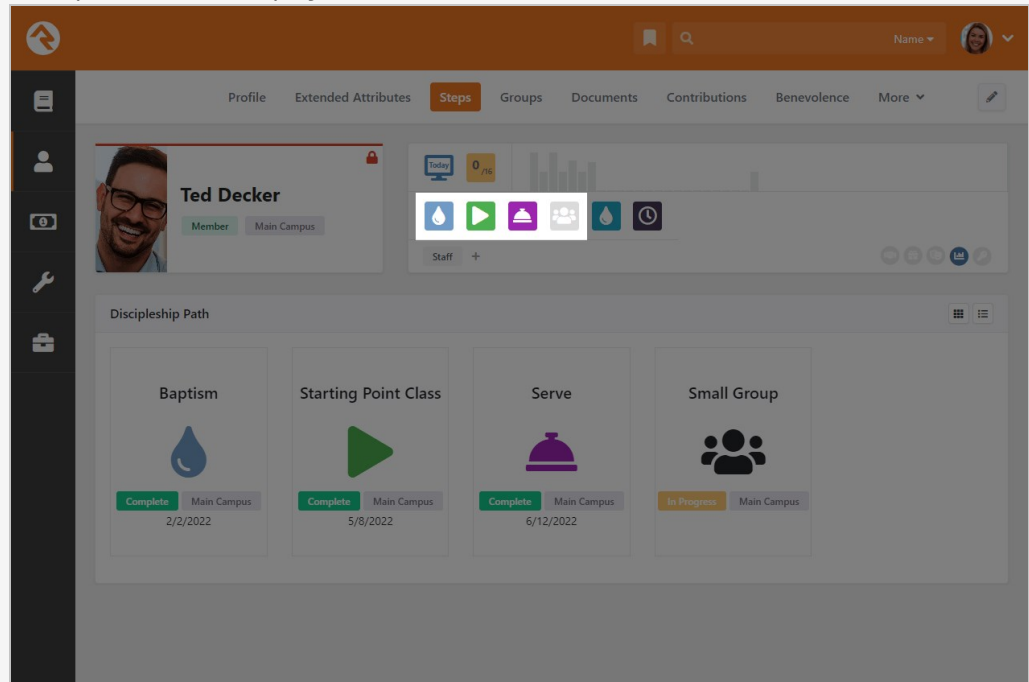 Name
Profile Extended Attributes Steps Groups Documents Contributions Benevolence More
Ted Decker
Member Main Campus
Today 0 /16
Staff +
Discipleship Path
Baptism Starting Point Class Serve Small Group
Complete Main Campus Complete Main Campus Complete Main Campus In Progress Main Campus
2/2/2022 5/8/2022 6/12/2022